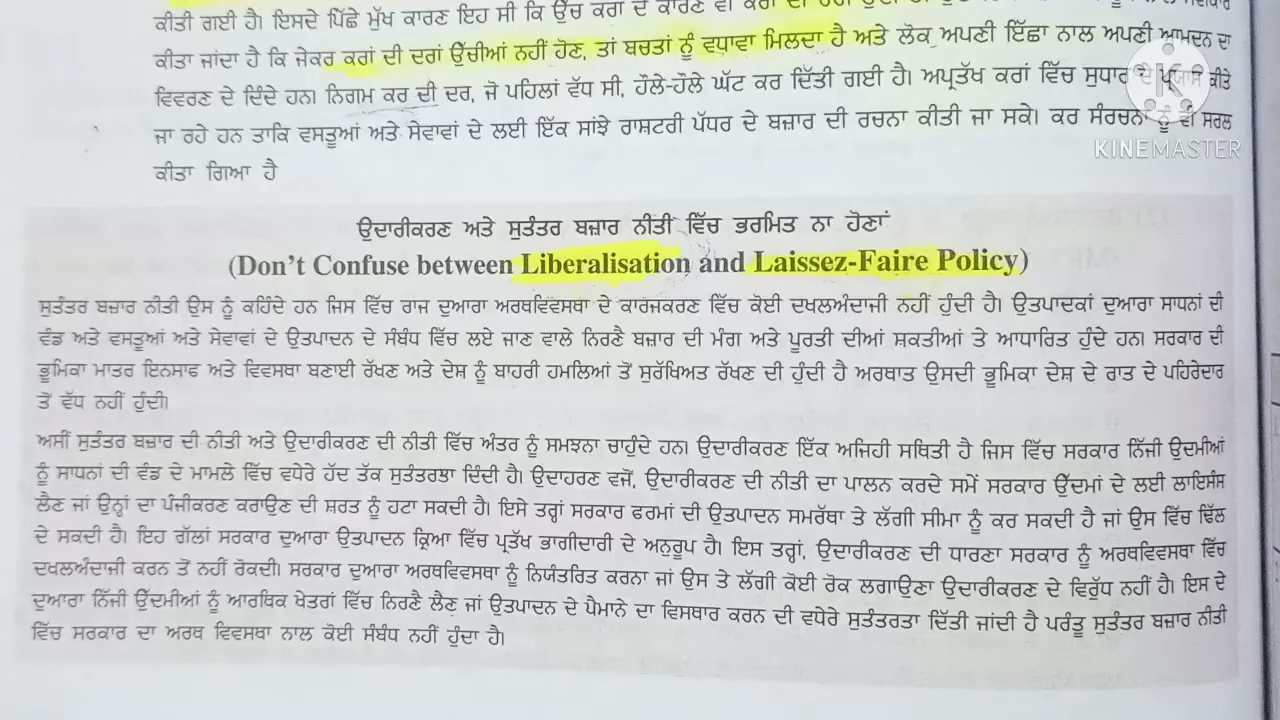 ਕੀਤੀ ਗਈ ਹੈ। ਇਸਦੇ ਪਿੱਛੇ ਮੁੱਖ ਕਾਰਣ ਇਹ ਸੀ ਕਿ ਉੱਚ ਕਰਾਂ ਦੇ ਕਾਰਣ ਵੀ
ਕੀਤਾ ਜਾਂਦਾ ਹੈ ਕਿ ਜੇਕਰ ਕਰਾਂ ਦੀ ਦਰਾਂ ਉੱਚੀਆਂ ਨਹੀਂ ਹੋਣ, ਤਾਂ ਬਚਤਾਂ ਨੂੰ ਵਧਾਵਾ ਮਿਲਦਾ ਹੈ ਅਤੇ ਲੋਕ ਅਪਣੀ ਇੱਛਾ ਨਾਲ ਅਪਣੀ ਆਮਦਨ ਦਾ
ਵਿਵਰਣ ਦੇ ਦਿੰਦੇ ਹਨ। ਨਿਗਮ ਕਰ ਦੀ ਦਰ, ਜੋ ਪਹਿਲਾਂ ਵੱਧ ਸੀ, ਹੌਲੇ-ਹੌਲੇ ਘੱਟ ਕਰ ਦਿੱਤੀ ਗਈ ਹੈ। ਅਪ੍ਰਤੱਖ ਕਰਾਂ ਵਿੱਚ ਸੁਧਾਰ ਦੇ ਪ੍ਰਯਾਸ ਕੀਤੇ
ਜਾ ਰਹੇ ਹਨ ਤਾਕਿ ਵਸਤੂਆਂ ਅਤੇ ਸੇਵਾਵਾਂ ਦੇ ਲਈ ਇੱਕ ਸਾਂਝੇ ਰਾਸ਼ਟਰੀ ਪੱਧਰ ਦੇ ਬਜ਼ਾਰ ਦੀ ਰਚਨਾ ਕੀਤੀ ਜਾ ਸਕੇ। ਕਰ ਸੰਰਚਨਾ ਨੂੰ ਵੀ ਸਰਲ
ਕੀਤਾ ਗਿਆ ਹੈ
KINEMASTER
ਉਦਾਰੀਕਰਣ ਅਤੇ ਸੁਤੰਤਰ ਬਜ਼ਾਰ ਨੀਤੀ ਵਿੱਚ ਭਰਮਿਤ ਨਾ ਹੋਣਾਂ
(Don't Confuse between Liberalisation and Laissez-Faire Policy)
ਸੁਤੰਤਰ ਬਜ਼ਾਰ ਨੀਤੀ ਉਸ ਨੂੰ ਕਹਿੰਦੇ ਹਨ ਜਿਸ ਵਿੱਚ ਰਾਜ ਦੁਆਰਾ ਅਰਥਵਿਵਸਥਾ ਦੇ ਕਾਰਜਕਰਣ ਵਿੱਚ ਕੋਈ ਦਖਲਅੰਦਾਜੀ ਨਹੀਂ ਹੁੰਦੀ ਹੈ। ਉਤਪਾਦਕਾਂ ਦੁਆਰਾ ਸਾਧਨਾਂ ਦੀ
ਵੰਡ ਅਤੇ ਵਸਤੂਆਂ ਅਤੇ ਸੇਵਾਵਾਂ ਦੇ ਉਤਪਾਦਨ ਦੇ ਸੰਬੰਧ ਵਿੱਚ ਲਏ ਜਾਣ ਵਾਲੇ ਨਿਰਣੇ ਬਜ਼ਾਰ ਦੀ ਮੰਗ ਅਤੇ ਪੂਰਤੀ ਦੀਆਂ ਸ਼ਕਤੀਆਂ ਤੇ ਆਧਾਰਿਤ ਹੁੰਦੇ ਹਨ। ਸਰਕਾਰ ਦੀ
ਭੂਮਿਕਾ ਮਾਤਰ ਇਨਸਾਫ ਅਤੇ ਵਿਵਸਥਾ ਬਣਾਈ ਰੱਖਣ ਅਤੇ ਦੇਸ਼ ਨੂੰ ਬਾਹਰੀ ਹਮਲਿਆਂ ਤੋਂ ਸੁਰੱਖਿਅਤ ਰੱਖਣ ਦੀ ਹੁੰਦੀ ਹੈ ਅਰਥਾਤ ਉਸਦੀ ਭੂਮਿਕਾ ਦੇਸ਼ ਦੇ ਰਾਤ ਦੇ ਪਹਿਰੇਦਾਰ
ਤੋਂ ਵੱਧ ਨਹੀਂ ਹੁੰਦੀ।
ਅਸੀਂ ਸੁਤੰਤਰ ਬਜ਼ਾਰ ਦੀ ਨੀਤੀ ਅਤੇ ਉਦਾਰੀਕਰਣ ਦੀ ਨੀਤੀ ਵਿੱਚ ਅੰਤਰ ਨੂੰ ਸਮਝਨਾ ਚਾਹੁੰਦੇ ਹਨ। ਉਦਾਰੀਕਰਣ ਇੱਕ ਅਜਿਹੀ ਸਥਿਤੀ ਹੈ ਜਿਸ ਵਿੱਚ ਸਰਕਾਰ ਨਿੱਜੀ ਉਦਮੀਆਂ
ਨੂੰ ਸਾਧਨਾਂ ਦੀ ਵੰਡ ਦੇ ਮਾਮਲੇ ਵਿੱਚ ਵਧੇਰੇ ਹੱਦ ਤੱਕ ਸੁਤੰਤਰਤਾ ਦਿੰਦੀ ਹੈ। ਉਦਾਹਰਣ ਵਜੋਂ, ਉਦਾਰੀਕਰਣ ਦੀ ਨੀਤੀ ਦਾ ਪਾਲਨ ਕਰਦੇ ਸਮੇਂ ਸਰਕਾਰ ਉੱਦਮਾਂ ਦੇ ਲਈ ਲਾਇਸੰਸ
ਲੈਣ ਜਾਂ ਉਨ੍ਹਾਂ ਦਾ ਪੰਜੀਕਰਣ ਕਰਾਉਣ ਦੀ ਸ਼ਰਤ ਨੂੰ ਹਟਾ ਸਕਦੀ ਹੈ। ਇਸੇ ਤਰ੍ਹਾਂ ਸਰਕਾਰ ਫਰਮਾਂ ਦੀ ਉਤਪਾਦਨ ਸਮਰੱਥਾ ਤੇ ਲੱਗੀ ਸੀਮਾ ਨੂੰ ਕਰ ਸਕਦੀ ਹੈ ਜਾਂ ਉਸ ਵਿੱਚ ਢਿੱਲ
ਦੇ ਸਕਦੀ ਹੈ। ਇਹ ਗੱਲਾਂ ਸਰਕਾਰ ਦੁਆਰਾ ਉਤਪਾਦਨ ਕ੍ਰਿਆ ਵਿੱਚ ਪ੍ਰਤੱਖ ਭਾਗੀਦਾਰੀ ਦੇ ਅਨੁਰੂਪ ਹੈ। ਇਸ ਤਰ੍ਹਾਂ, ਉਦਾਰੀਕਰਣ ਦੀ ਧਾਰਣਾ ਸਰਕਾਰ ਨੂੰ ਅਰਥਵਿਵਸਥਾ ਵਿੱਚ
ਦਖਲਅੰਦਾਜੀ ਕਰਨ ਤੋਂ ਨਹੀਂ ਰੋਕਦੀ। ਸਰਕਾਰ ਦੁਆਰਾ ਅਰਥਵਿਵਸਥਾ ਨੂੰ ਨਿਯੰਤਰਿਤ ਕਰਨਾ ਜਾਂ ਉਸ ਤੇ ਲੱਗੀ ਕੋਈ ਰੋਕ ਲਗਾਉਣਾ ਉਦਾਰੀਕਰਣ ਦੇ ਵਿਰੁੱਧ ਨਹੀਂ ਹੈ। ਇਸ ਦੇ
ਦੁਆਰਾ ਨਿੱਜੀ ਉੱਦਮੀਆਂ ਨੂੰ ਆਰਥਿਕ ਖੇਤਰਾਂ ਵਿੱਚ ਨਿਰਣੇ ਲੈਣ ਜਾਂ ਉਤਪਾਦਨ ਦੇ ਪੈਮਾਨੇ ਦਾ ਵਿਸਥਾਰ ਕਰਨ ਦੀ ਵਧੇਰੇ ਸੁਤੰਤਰਤਾ ਦਿੱਤੀ ਜਾਂਦੀ ਹੈ ਪਰੰਤੂ ਸੁਤੰਤਰ ਬਜ਼ਾਰ ਨੀਤੀ
ਵਿੱਚ ਸਰਕਾਰ ਦਾ ਅਰਥ ਵਿਵਸਥਾ ਨਾਲ ਕੋਈ ਸੰਬੰਧ ਨਹੀਂ ਹੁੰਦਾ ਹੈ।